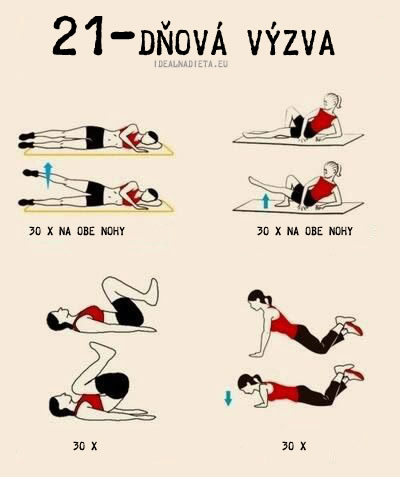 21-DŇOVÁ VÝZVA
IDEALNADIETA.EU
30 X NA OBE NOHY
30 X NA OBE NOHY
30 X
30 X